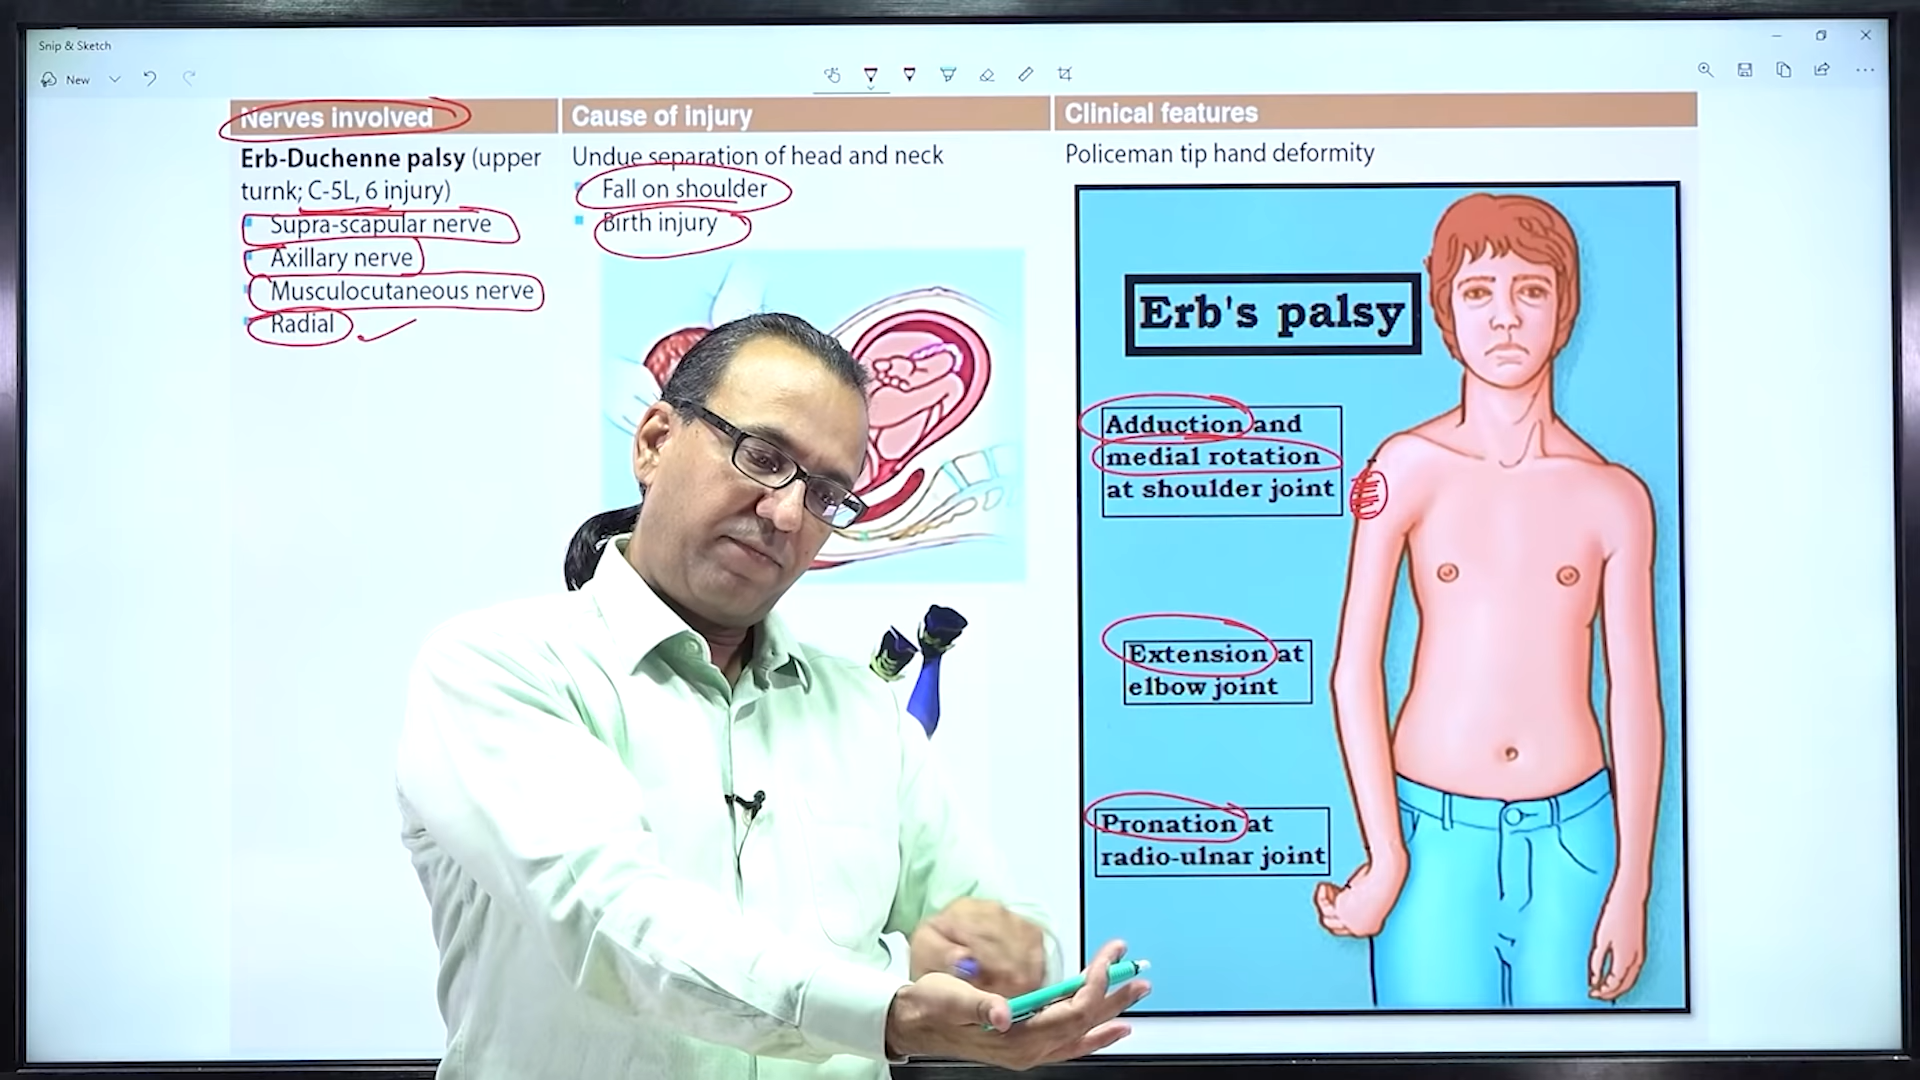 Snip & Sketch
New
Nerves involved
Cause of injury
Clinical features
Erb-Duchenne palsy (upper
turnk; C-5L, 6 injury)
Supra-scapular nerve
Axillary nerve
Musculocutaneous nerve
Radial
Undue separation of head and neck
Fall on shoulder
Birth injury
Policeman tip hand deformity
Erb's palsy
Adduction and
medial rotation
at shoulder joint
Extension at
elbow joint
Pronation at
radio-ulnar joint